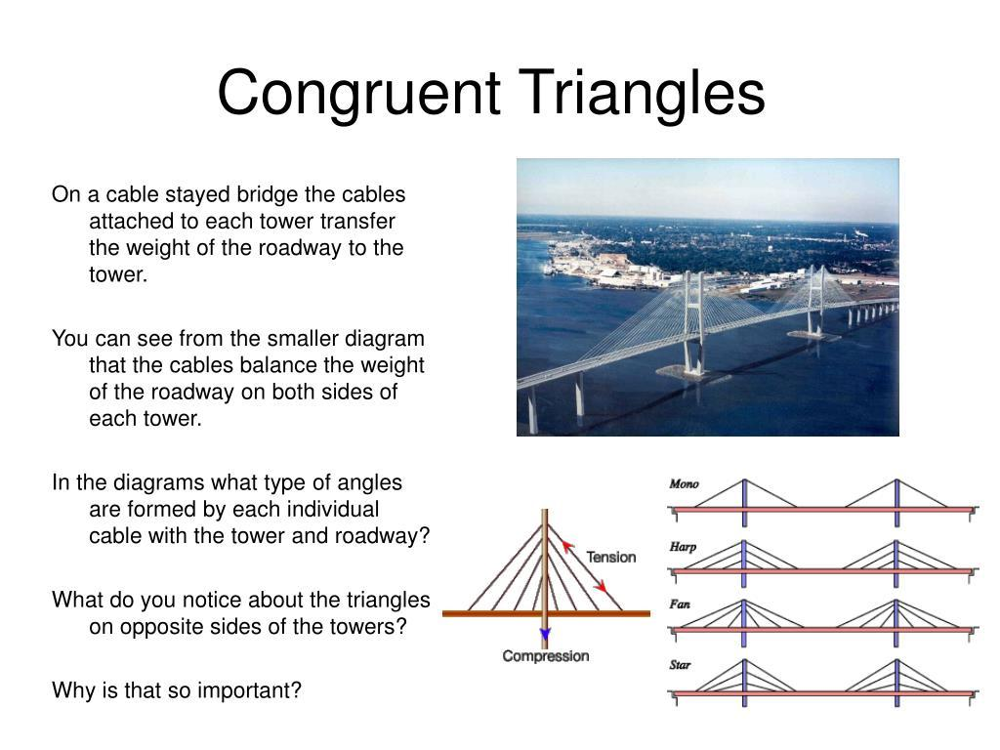 Congruent Triangles
On a cable stayed bridge the cables
attached to each tower transfer
the weight of the roadway to the
tower.
You can see from the smaller diagram
that the cables balance the weight
of the roadway on both sides of
each tower.
In the diagrams what type of angles
are formed by each individual
cable with the tower and roadway?
What do you notice about the triangles
on opposite sides of the towers?
Why is that so important?
Tension
Compression
Mono
Harp
Fan
Star